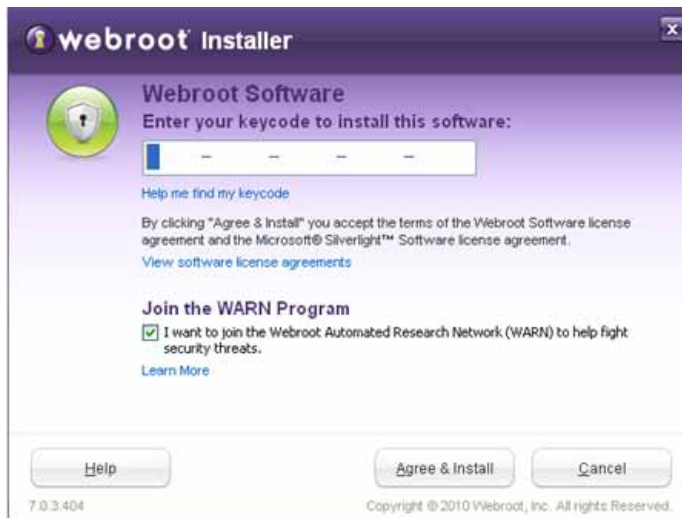 webroot Installer
x
Webroot Software
Enter your keycode to install this software:
– – – –
Help me find my keycode
By clicking "Agree & Install" you accept the terms of the Webroot Software license
agreement and the Microsoft® Silverlight™ Software license agreement.
View software license agreements
Join the WARN Program
I want to join the Webroot Automated Research Network (WARN) to help fight
security threats.
Learn More
Help
Agree & Install
Cancel
7.0.3.404
Copyright © 2010 Webroot, Inc. All rights Reserved.